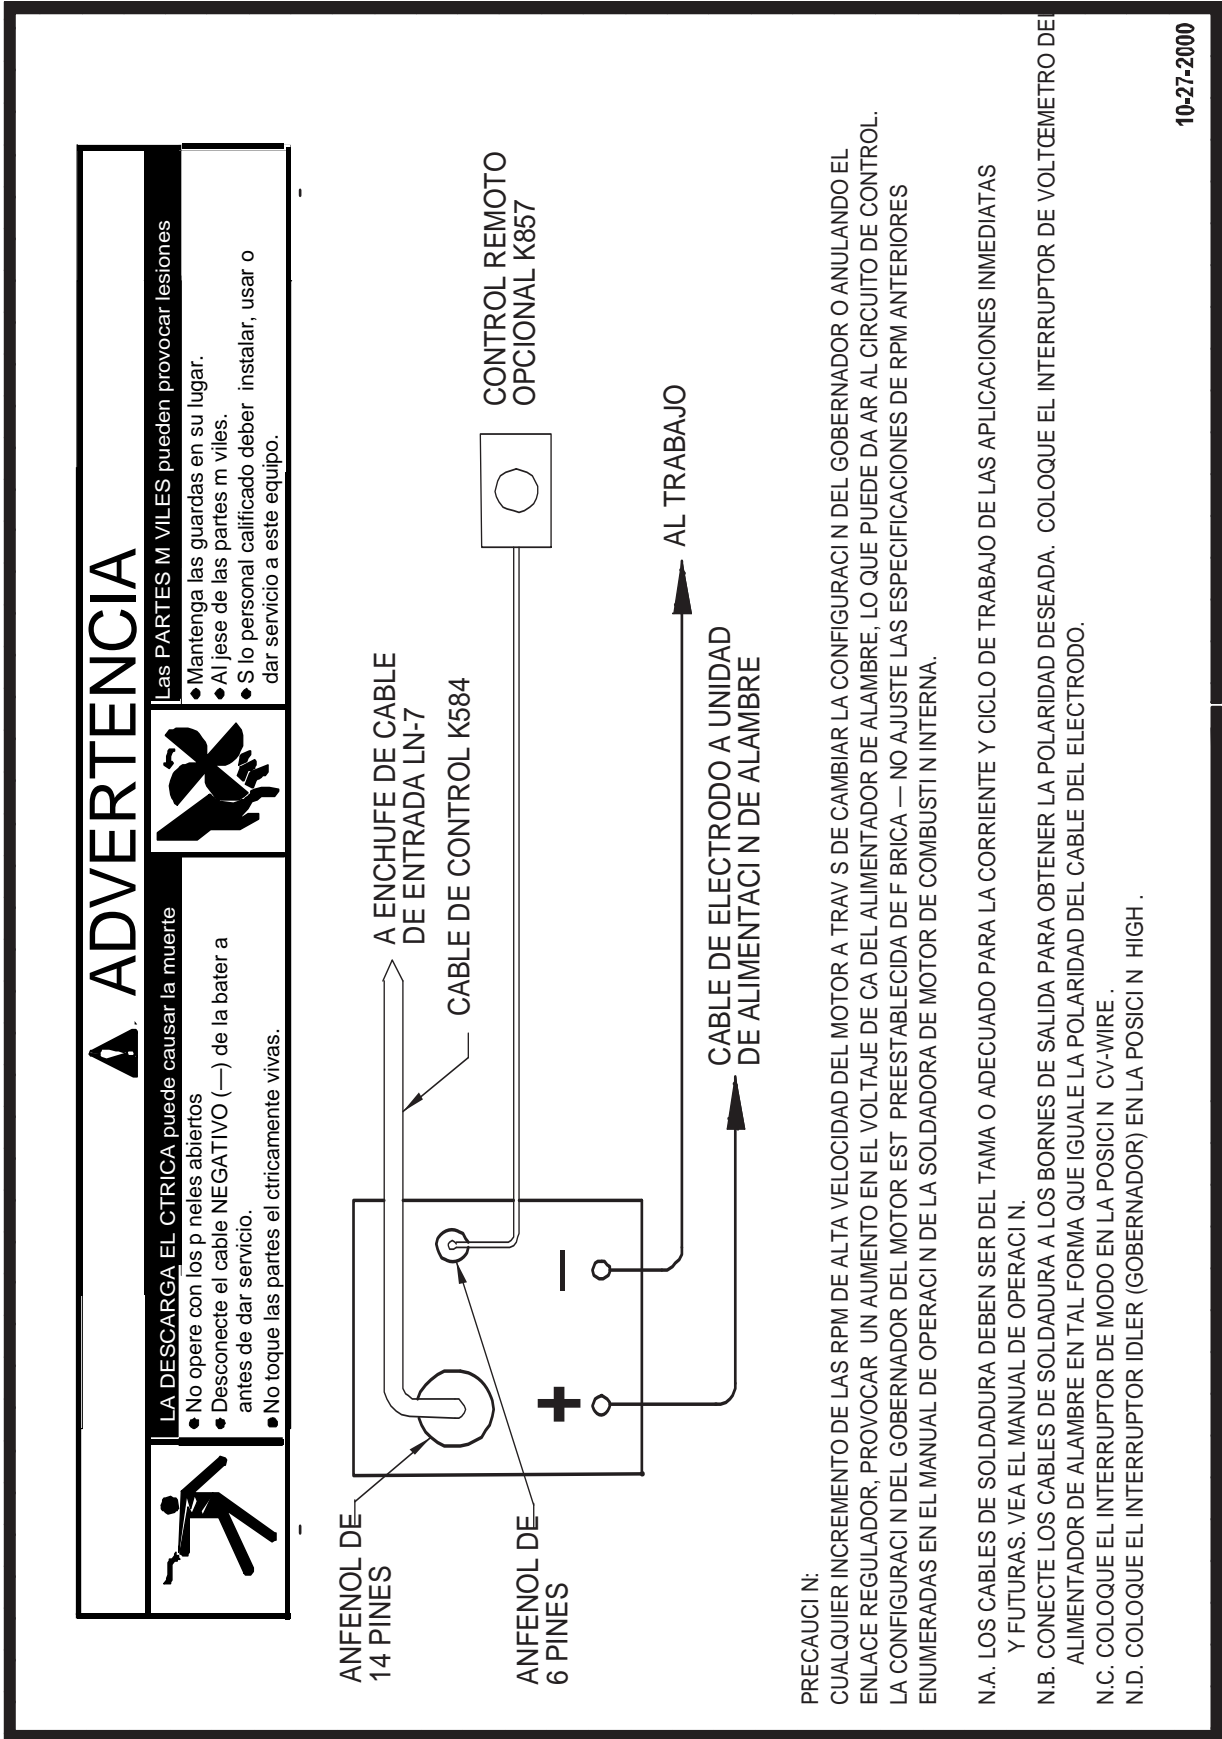 ADVERTENCIA
LA DESCARGA EL CTRICA puede causar la muerte
● No opere con los p neles abiertos
● Desconecte el cable NEGATIVO (—) de la bater a
antes de dar servicio.
● No toque las partes el ctricamente vivas.
Las PARTES M VILES pueden provocar lesiones
● Mantenga las guardas en su lugar.
● Al jese de las partes m viles.
● S lo personal calificado deber instalar, usar o
dar servicio a este equipo.
ANFENOL DE
14 PINES
ANFENOL DE
6 PINES
A ENCHUFE DE CABLE
DE ENTRADA LN-7
CABLE DE CONTROL K584
CONTROL REMOTO
OPCIONAL K857
+
–
AL TRABAJO
CABLE DE ELECTRODO A UNIDAD
DE ALIMENTACI N DE ALAMBRE
PRECAUCI N:
CUALQUIER INCREMENTO DE LAS RPM DE ALTA VELOCIDAD DEL MOTOR A TRAV S DE CAMBIAR LA CONFIGURACI N DEL GOBERNADOR O ANULANDO EL
ENLACE REGULADOR, PROVOCAR UN AUMENTO EN EL VOLTAJE DE CA DEL ALIMENTADOR DE ALAMBRE, LO QUE PUEDE DA AR AL CIRCUITO DE CONTROL.
LA CONFIGURACI N DEL GOBERNADOR DEL MOTOR EST PREESTABLECIDA DE F BRICA — NO AJUSTE LAS ESPECIFICACIONES DE RPM ANTERIORES
ENUMERADAS EN EL MANUAL DE OPERACI N DE LA SOLDADORA DE MOTOR DE COMBUSTI N INTERNA.
N.A. LOS CABLES DE SOLDADURA DEBEN SER DEL TAMA O ADECUADO PARA LA CORRIENTE Y CICLO DE TRABAJO DE LAS APLICACIONES INMEDIATAS
Y FUTURAS. VEA EL MANUAL DE OPERACI N.
N.B. CONECTE LOS CABLES DE SOLDADURA A LOS BORNES DE SALIDA PARA OBTENER LA POLARIDAD DESEADA. COLOQUE EL INTERRUPTOR DE VOLTŒMETRO DEL
ALIMENTADOR DE ALAMBRE EN TAL FORMA QUE IGUALE LA POLARIDAD DEL CABLE DEL ELECTRODO.
N.C. COLOQUE EL INTERRUPTOR DE MODO EN LA POSICI N CV-WIRE .
N.D. COLOQUE EL INTERRUPTOR IDLER (GOBERNADOR) EN LA POSICI N HIGH .
10-27-2000